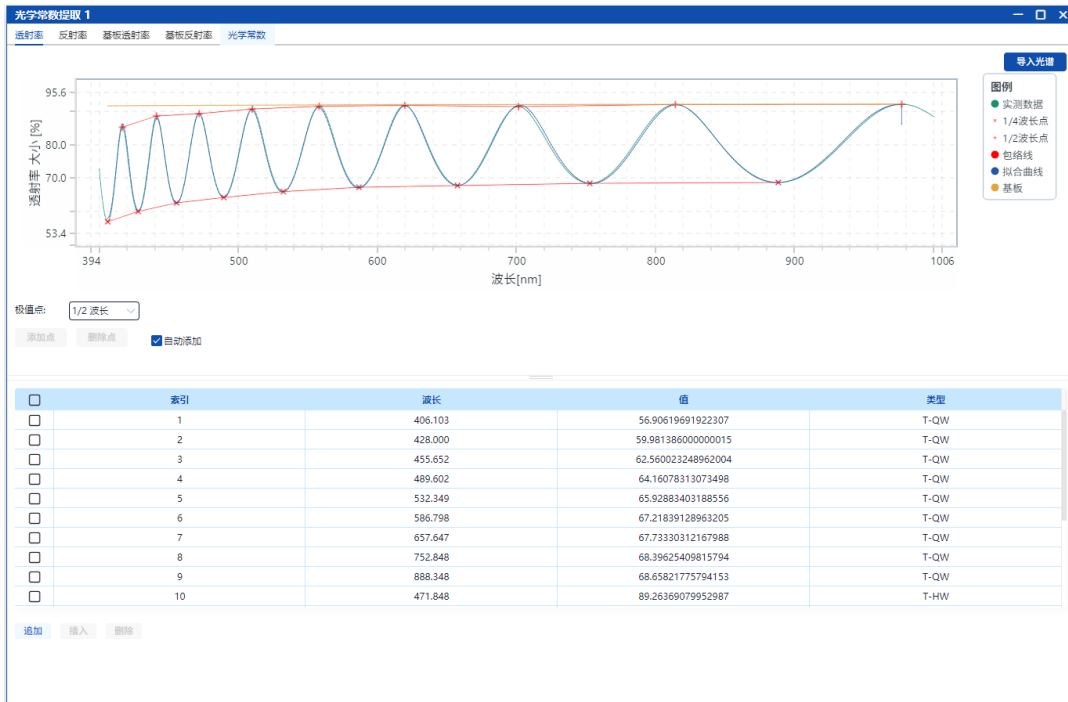 光学常数提取 1
透射率 反射率 基板透射率 基板反射率 光学常数
导入光谱
图例
实测数据
1/4波长点
1/2波长点
包络线
拟合曲线
基板
透射率 大小 [%]
95.6
80.0
70.0
53.4
394 500 600 700 800 900 1006
波长[nm]
极值点: 1/2 波长
添加点 删除点 自动添加
索引 波长 值 类型
1 406.103 56.90619691922307 T-QW
2 428.000 59.981386000000015 T-QW
3 455.652 62.560023248962004 T-QW
4 489.602 64.16078313073498 T-QW
5 532.349 65.92883403188556 T-QW
6 586.798 67.21839128963205 T-QW
7 657.647 67.73330312167988 T-QW
8 752.848 68.39625409815794 T-QW
9 888.348 68.65821775794153 T-QW
10 471.848 89.26369079952987 T-HW
追加 插入 删除